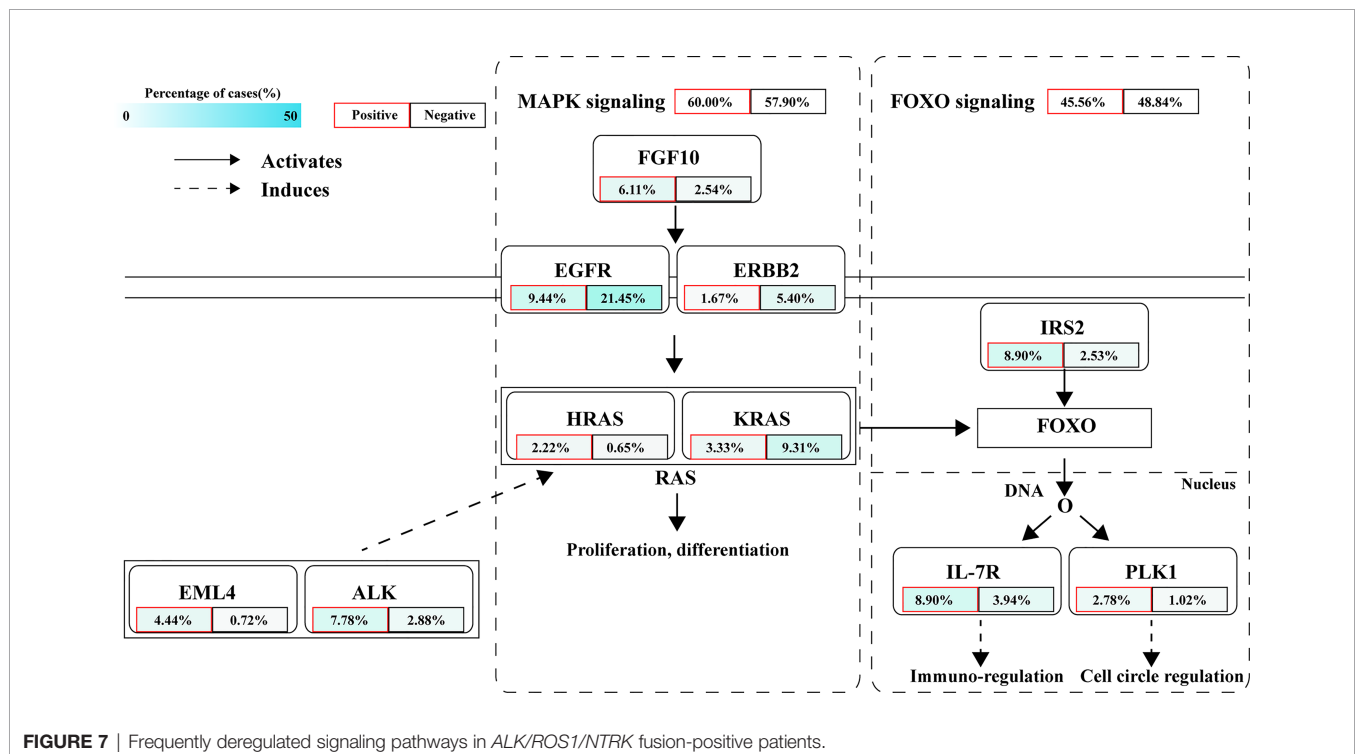 Percentage of cases(%)
0 50
Positive Negative
Activates
Induces
MAPK signaling 60.00% 57.90%
FOXO signaling 45.56% 48.84%
FGF10
6.11% 2.54%
EGFR
9.44% 21.45%
ERBB2
1.67% 5.40%
IRS2
8.90% 2.53%
HRAS
2.22% 0.65%
KRAS
3.33% 9.31%
RAS
FOXO
Proliferation, differentiation
DNA
Nucleus
O
EML4
4.44% 0.72%
ALK
7.78% 2.88%
IL-7R
8.90% 3.94%
PLK1
2.78% 1.02%
Immuno-regulation
Cell circle regulation
FIGURE 7 | Frequently deregulated signaling pathways in ALK/ROS1/NTRK fusion-positive patients.